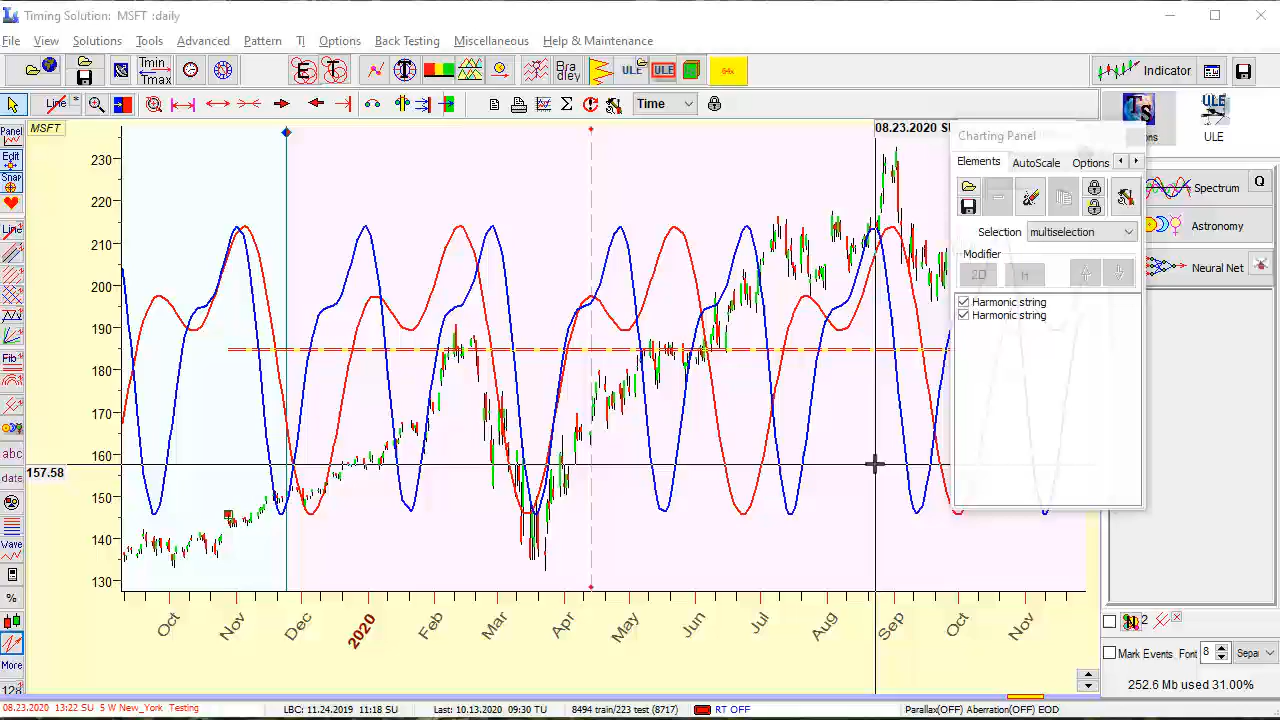 Timing Solution: MSFT :daily
File View Solutions Tools Advanced Pattern TI Options Back Testing Miscellaneous Help & Maintenance
Tmin
Tmax
E T
Bra
dley
ULE ULE
Indicator
Line
Time
MSFT
08.23.2020 S
Charting Panel
Elements AutoScale Options
ULE
Panel
Edit
Snap
Line
Fib
abc
date
Wave
%
More
Selection multiselection
Modifier
2D
Harmonic string
Harmonic string
Spectrum Q
Astronomy
Neural Net
230
220
210
200
190
180
170
160
157.58
150
140
130
Oct Nov Dec 2020 Feb Mar Apr May Jun Jul Aug Sep Oct Nov
2
Mark Events Font 8 Sepa
252.6 Mb used 31.00%
08.23.2020 13:22 SU 5 W New_York Testing LBC: 11.24.2019 11:18 SU Last: 10.13.2020 09:30 TU 8494 train/223 test (8717) RT OFF Parallax(OFF) Aberration(OFF) EOD